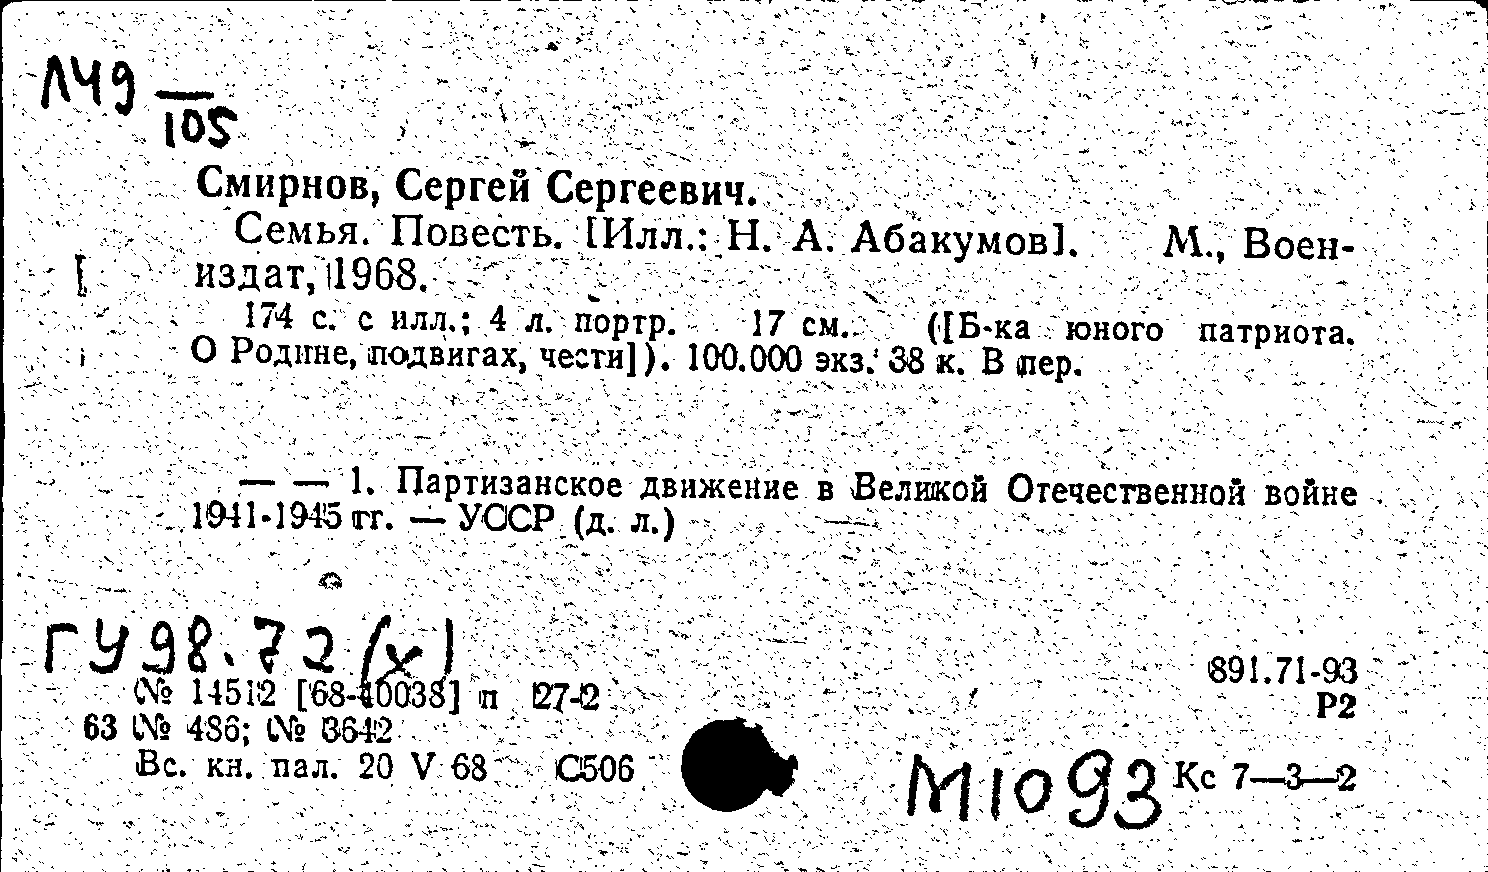 Л49
105
Смирнов, Сергей Сергеевич.
Семья. Повесть. [Илл.: Н. А. Абакумов]. М., Воен-
издат, 1968.
174 с. с илл.; 4 л. портр. 17 см. ([Б-ка юного патриота.
О Родине, подвигах, чести]). 100.000 экз. 38 к. В пер.
— — 1. Партизанское движение в Великой Отечественной войне
1941-1945 гг. — УССР (д. л.)
ГУ98.72(х)
891.71-93
№ 14512 [68-40038] п 27-2
Р2
63 № 486; № 3642
Вс. кн. пал. 20 V 68 С506
М1093
Кс 7—3—2